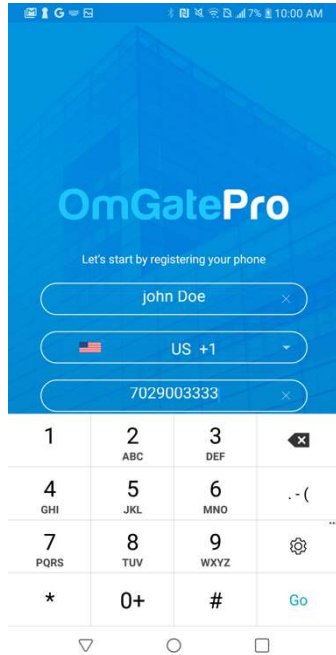 G 7% 10:00 AM
OmGatePro
Let's start by registering your phone
john Doe
US +1
7029003333
1 2 3
ABC DEF
4 5 6 .-(
GHI JKL MNO
7 8 9
PQRS TUV WXYZ
* 0+ # Go